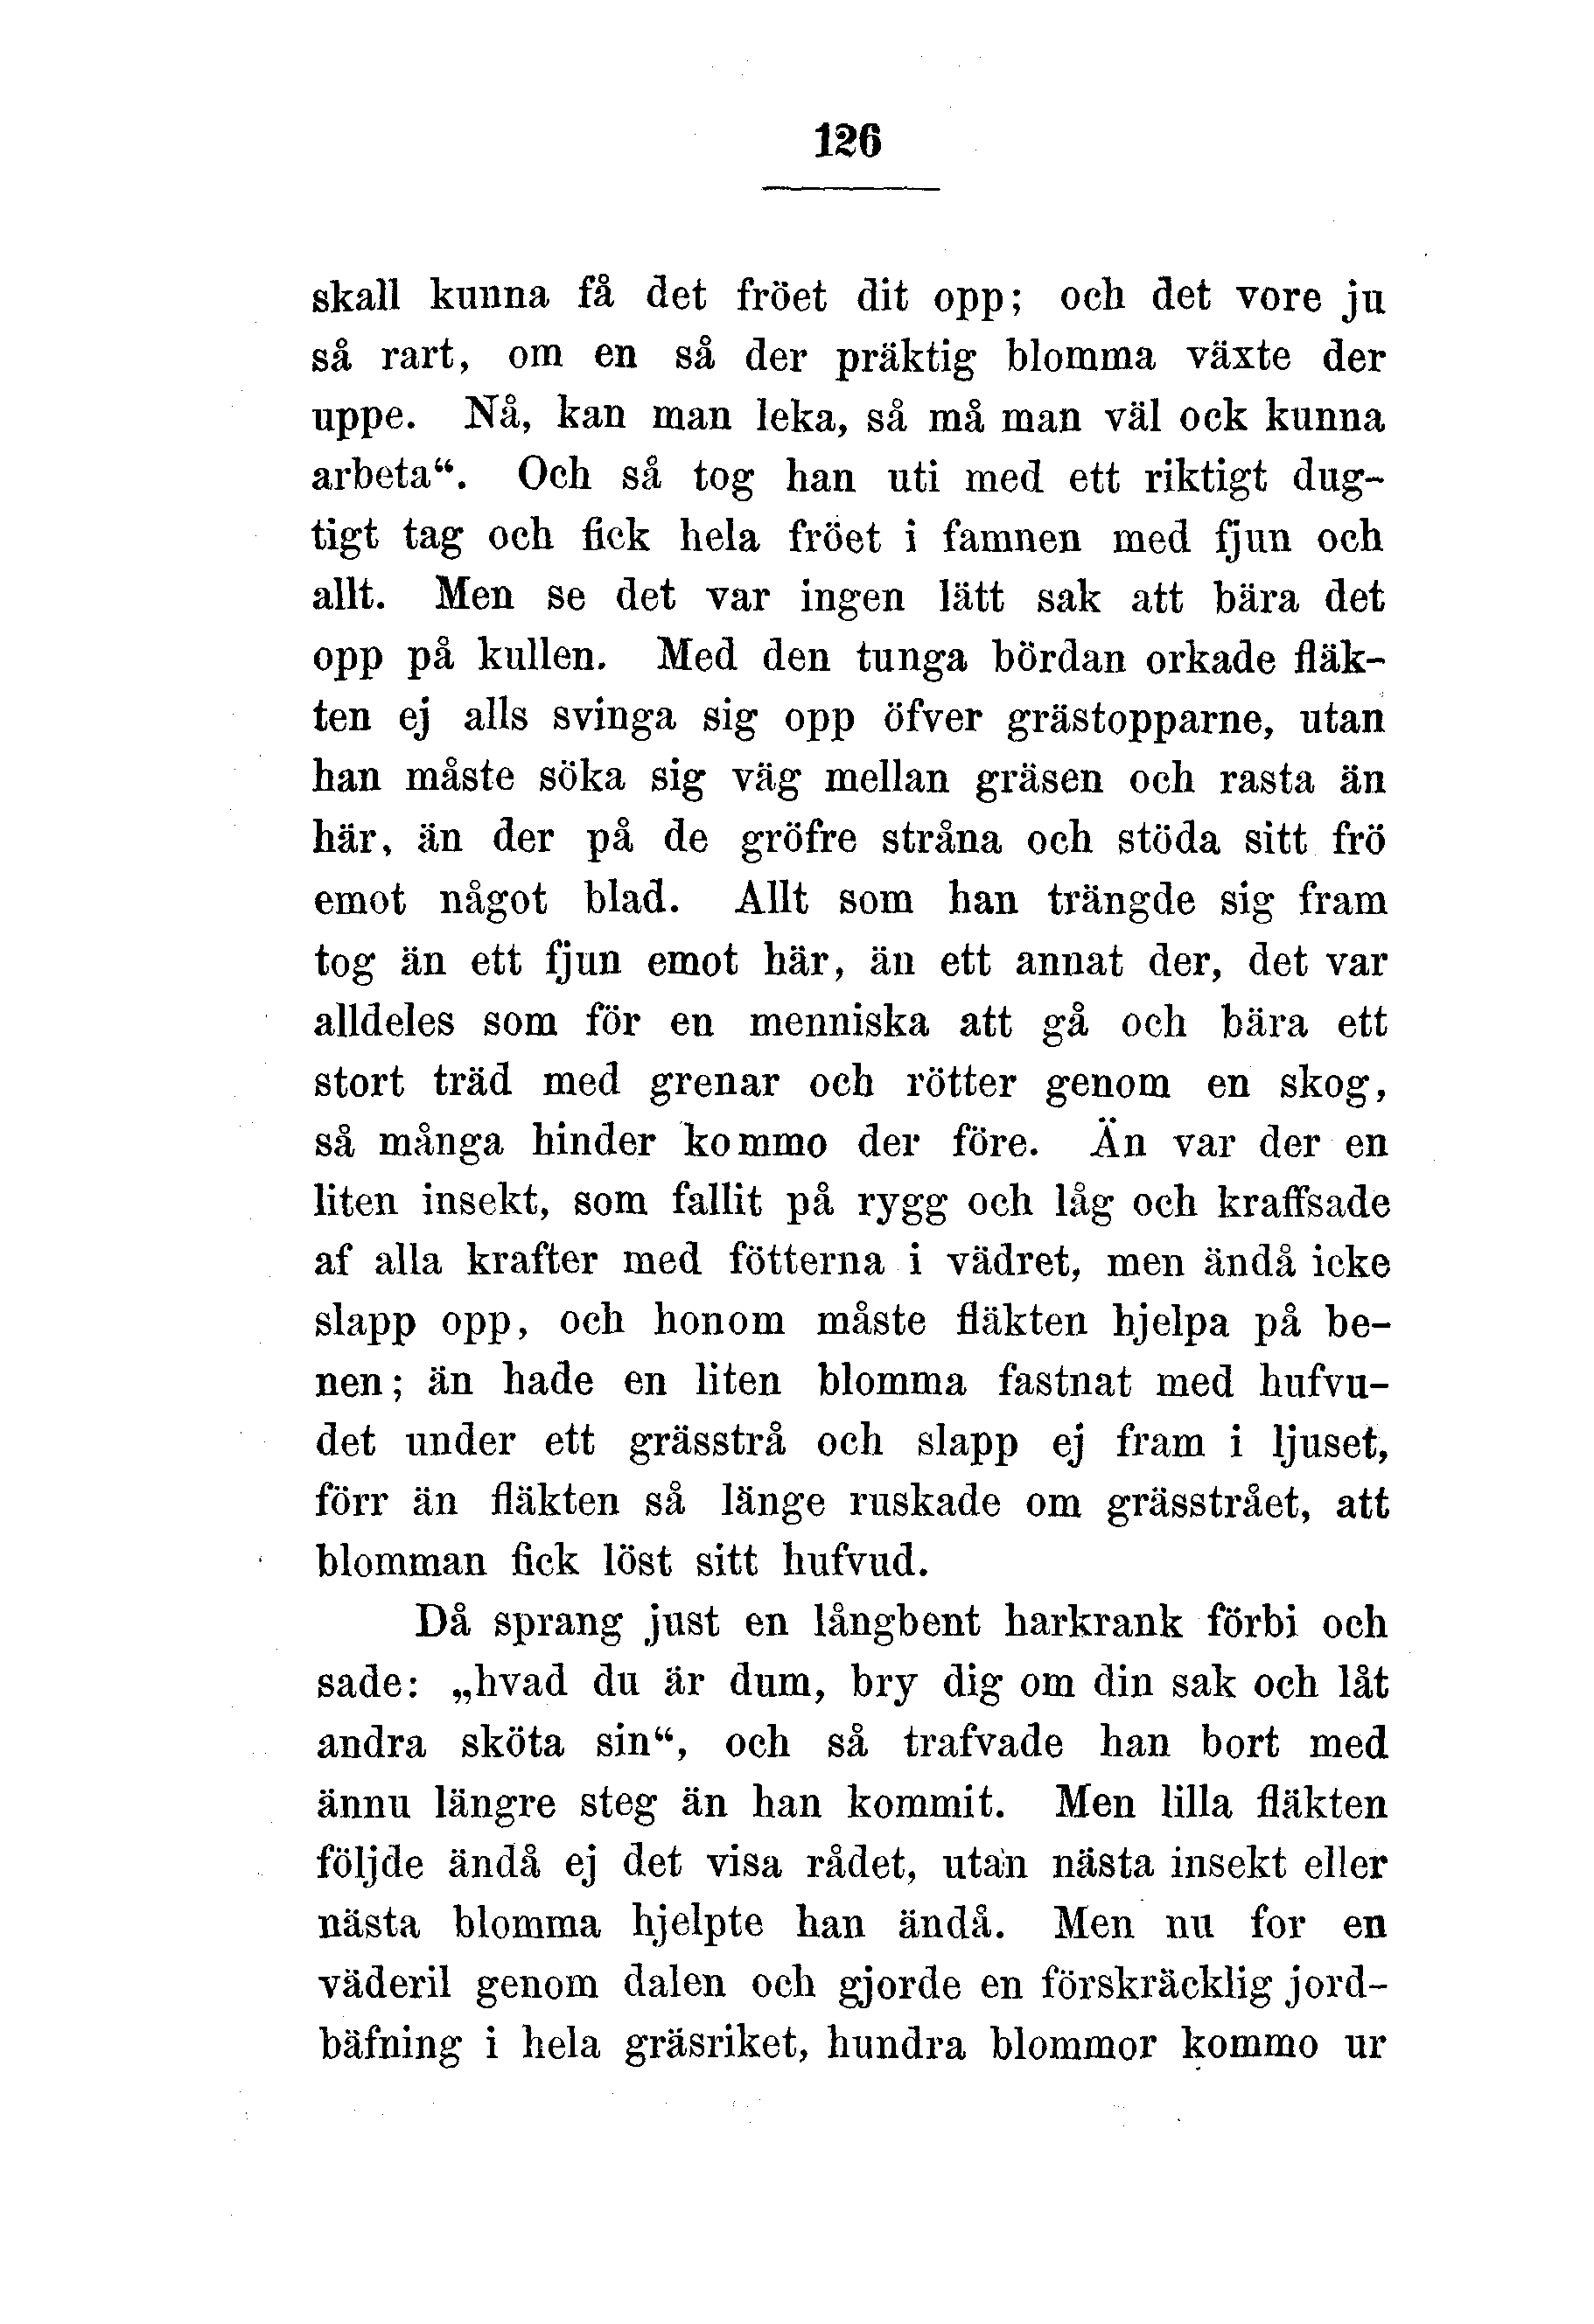 126
skall kunna få det fröet dit opp; och det vore ju
så rart, om en så der präktig blomma växte der
uppe. Nå, kan man leka, så må man väl ock kunna
arbeta“. Och så tog han uti med ett riktigt dug-
tigt tag och fick hela fröet i famnen med fjun och
allt. Men se det var ingen lätt sak att bära det
opp på kullen. Med den tunga bördan orkade fläk-
ten ej alls svinga sig opp öfver grästopparne, utan
han måste söka sig väg mellan gräsen och rasta än
här, än der på de gröfre stråna och stöda sitt frö
emot något blad. Allt som han trängde sig fram
tog än ett fjun emot här, än ett annat der, det var
alldeles som för en menniska att gå och bära ett
stort träd med grenar och rötter genom en skog,
så många hinder kommo der före. Än var der en
liten insekt, som fallit på rygg och låg och kraffsade
af alla krafter med fötterna i vädret, men ändå icke
slapp opp, och honom måste fläkten hjelpa på be-
nen; än hade en liten blomma fastnat med hufvu-
det under ett grässtrå och slapp ej fram i ljuset,
förr än fläkten så länge ruskade om grässtrået, att
blomman fick löst sitt hufvud.
Då sprang just en långbent harkrank förbi och
sade: „hvad du är dum, bry dig om din sak och låt
andra sköta sin“, och så trafvade han bort med
ännu längre steg än han kommit. Men lilla fläkten
följde ändå ej det visa rådet, utan nästa insekt eller
nästa blomma hjelpte han ändå. Men nu for en
väderil genom dalen och gjorde en förskräcklig jord-
bäfning i hela gräsriket, hundra blommor kommo ur